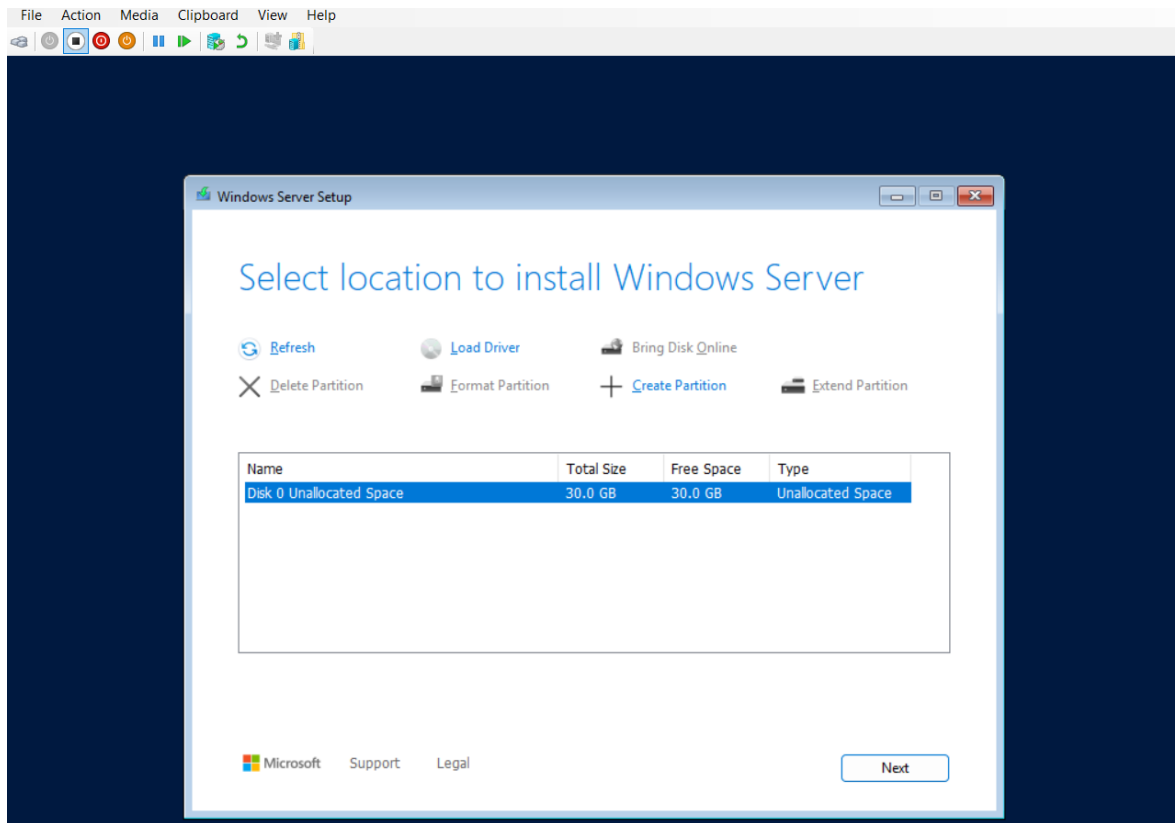 File Action Media Clipboard View Help
Windows Server Setup
Select location to install Windows Server
Refresh Load Driver Bring Disk Online
Delete Partition Format Partition Create Partition Extend Partition
Name Total Size Free Space Type
Disk 0 Unallocated Space 30.0 GB 30.0 GB Unallocated Space
Microsoft Support Legal Next